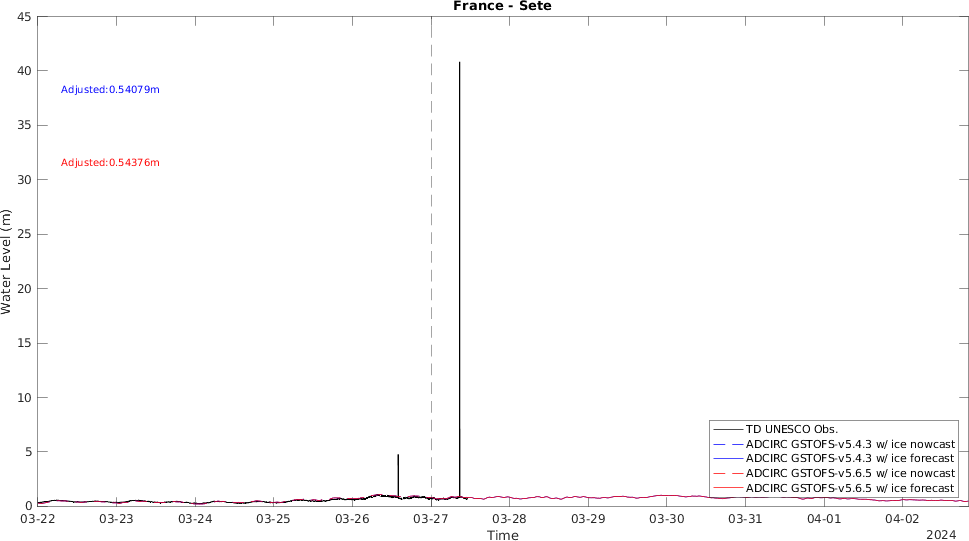 France - Sete
45
40
35
30
25
20
15
10
5
0
Water Level (m)
Adjusted:0.54079m
Adjusted:0.54376m
TD UNESCO Obs.
ADCIRC GSTOFS-v5.4.3 w/ ice nowcast
ADCIRC GSTOFS-v5.4.3 w/ ice forecast
ADCIRC GSTOFS-v5.6.5 w/ ice nowcast
ADCIRC GSTOFS-v5.6.5 w/ ice forecast
03-22 03-23 03-24 03-25 03-26 03-27 03-28 03-29 03-30 03-31 04-01 04-02
Time
2024